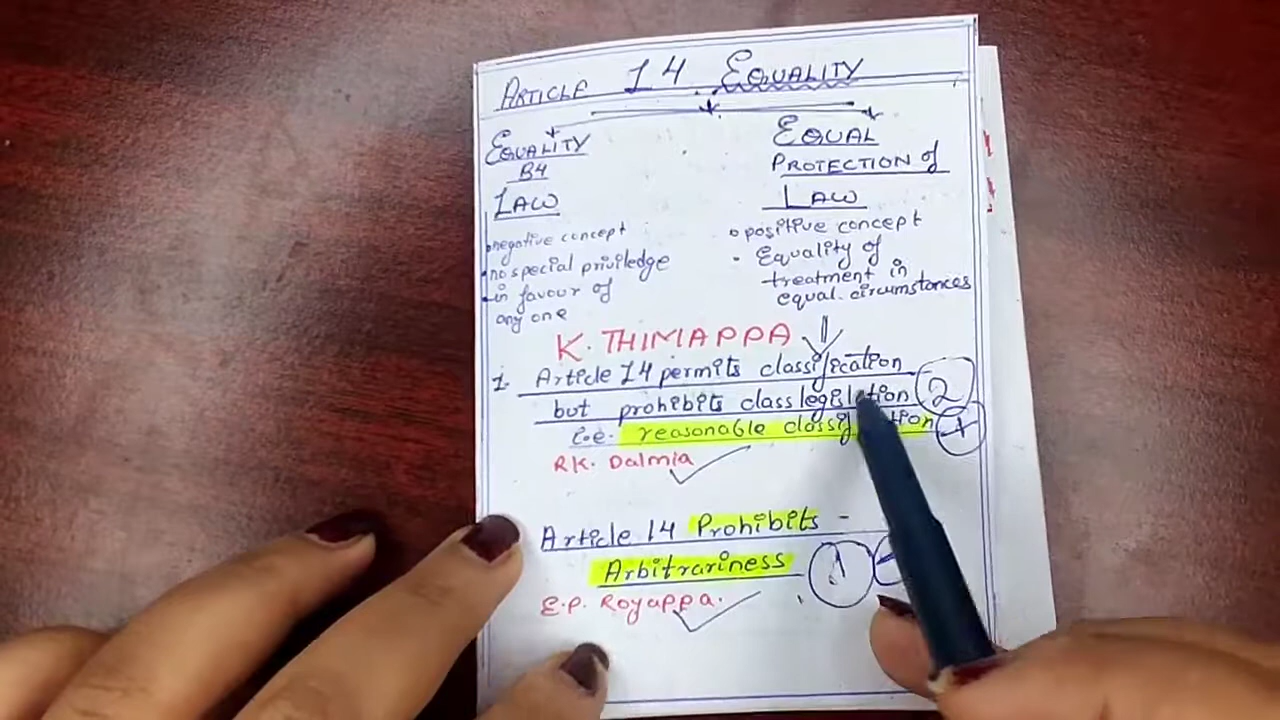 ARTICLE 14 EQUALITY
EQUALITY
B4
LAW
negative concept
no special priviledge
in favour of
any one
EQUAL
PROTECTION of
LAW
positive concept
Equality of
treatment in
equal circumstances
K. THIMAPPA
1. Article 14 permits classification
but prohibits class legislation
i.e. reasonable
RK. Dalmia
2
Article 14 Prohibits -
Arbitrariness
E.P. Royappa.